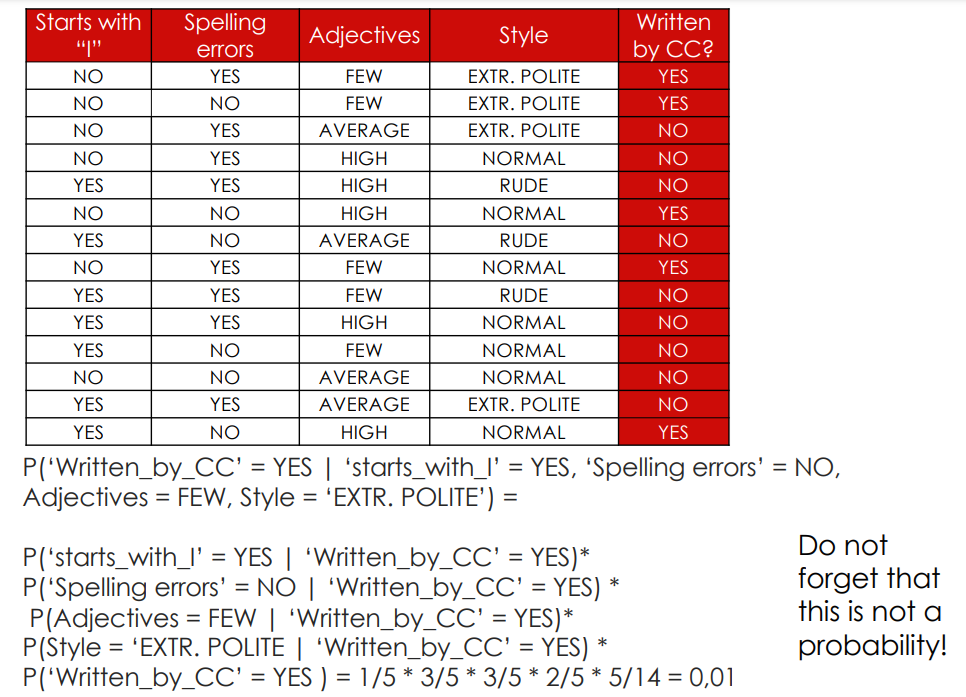 Starts with “I” Spelling errors Adjectives Style Written by CC?
NO YES FEW EXTR. POLITE YES
NO NO FEW EXTR. POLITE YES
NO YES AVERAGE EXTR. POLITE NO
NO YES HIGH NORMAL NO
YES YES HIGH RUDE NO
NO NO HIGH NORMAL YES
YES NO AVERAGE RUDE NO
NO YES FEW NORMAL YES
YES YES FEW RUDE NO
YES YES HIGH NORMAL NO
YES NO FEW NORMAL NO
NO NO AVERAGE NORMAL NO
YES YES AVERAGE EXTR. POLITE NO
YES NO HIGH NORMAL YES
P(‘Written_by_CC’ = YES | ‘starts_with_I’ = YES, ‘Spelling errors’ = NO,
Adjectives = FEW, Style = ‘EXTR. POLITE’) =
P(‘starts_with_I’ = YES | ‘Written_by_CC’ = YES)*
P(‘Spelling errors’ = NO | ‘Written_by_CC’ = YES) *
P(Adjectives = FEW | ‘Written_by_CC’ = YES)*
P(Style = ‘EXTR. POLITE | ‘Written_by_CC’ = YES) *
P(‘Written_by_CC’ = YES ) = 1/5 * 3/5 * 3/5 * 2/5 * 5/14 = 0,01
Do not
forget that
this is not a
probability!